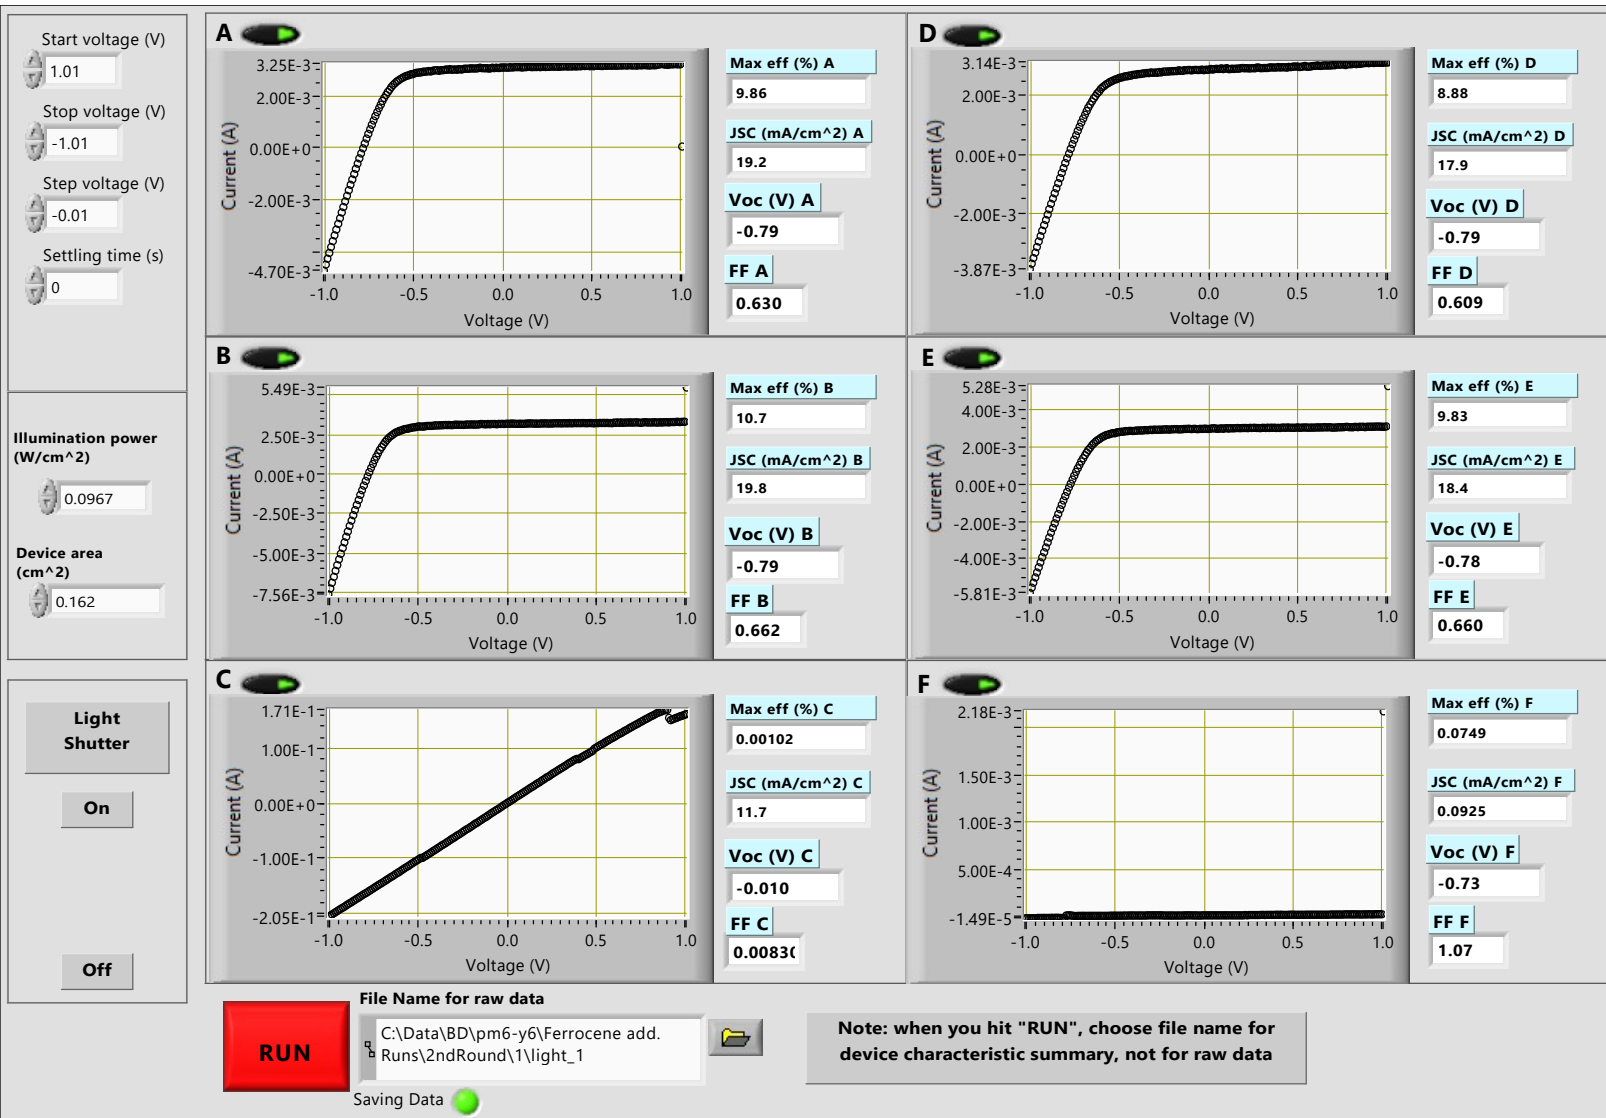 Start voltage (V)
1.01
Stop voltage (V)
-1.01
Step voltage (V)
-0.01
Settling time (s)
0
Illumination power
(W/cm^2)
0.0967
Device area
(cm^2)
0.162
Light
Shutter
On
Off
A
3.25E-3
2.00E-3
0.00E+0
-2.00E-3
-4.70E-3
Current (A)
-1.0 -0.5 0.0 0.5 1.0
Voltage (V)
Max eff (%) A
9.86
JSC (mA/cm^2) A
19.2
Voc (V) A
-0.79
FF A
0.630
D
3.14E-3
2.00E-3
0.00E+0
-2.00E-3
-3.87E-3
Current (A)
-1.0 -0.5 0.0 0.5 1.0
Voltage (V)
Max eff (%) D
8.88
JSC (mA/cm^2) D
17.9
Voc (V) D
-0.79
FF D
0.609
B
5.49E-3
2.50E-3
0.00E+0
-2.50E-3
-5.00E-3
-7.56E-3
Current (A)
-1.0 -0.5 0.0 0.5 1.0
Voltage (V)
Max eff (%) B
10.7
JSC (mA/cm^2) B
19.8
Voc (V) B
-0.79
FF B
0.662
E
5.28E-3
4.00E-3
2.00E-3
0.00E+0
-2.00E-3
-4.00E-3
-5.81E-3
Current (A)
-1.0 -0.5 0.0 0.5 1.0
Voltage (V)
Max eff (%) E
9.83
JSC (mA/cm^2) E
18.4
Voc (V) E
-0.78
FF E
0.660
C
1.71E-1
1.00E-1
0.00E+0
-1.00E-1
-2.05E-1
Current (A)
-1.0 -0.5 0.0 0.5 1.0
Voltage (V)
Max eff (%) C
0.00102
JSC (mA/cm^2) C
11.7
Voc (V) C
-0.010
FF C
F
2.18E-3
1.50E-3
1.00E-3
5.00E-4
-1.49E-5
Current (A)
-1.0 -0.5 0.0 0.5 1.0
Voltage (V)
Max eff (%) F
0.0749
JSC (mA/cm^2) F
0.0925
Voc (V) F
-0.73
FF F
1.07
RUN
File Name for raw data
C:\Data\BD\pm6-y6\Ferrocene add.
Runs\2ndRound\1\light_1
Saving Data
Note: when you hit "RUN", choose file name for
device characteristic summary, not for raw data